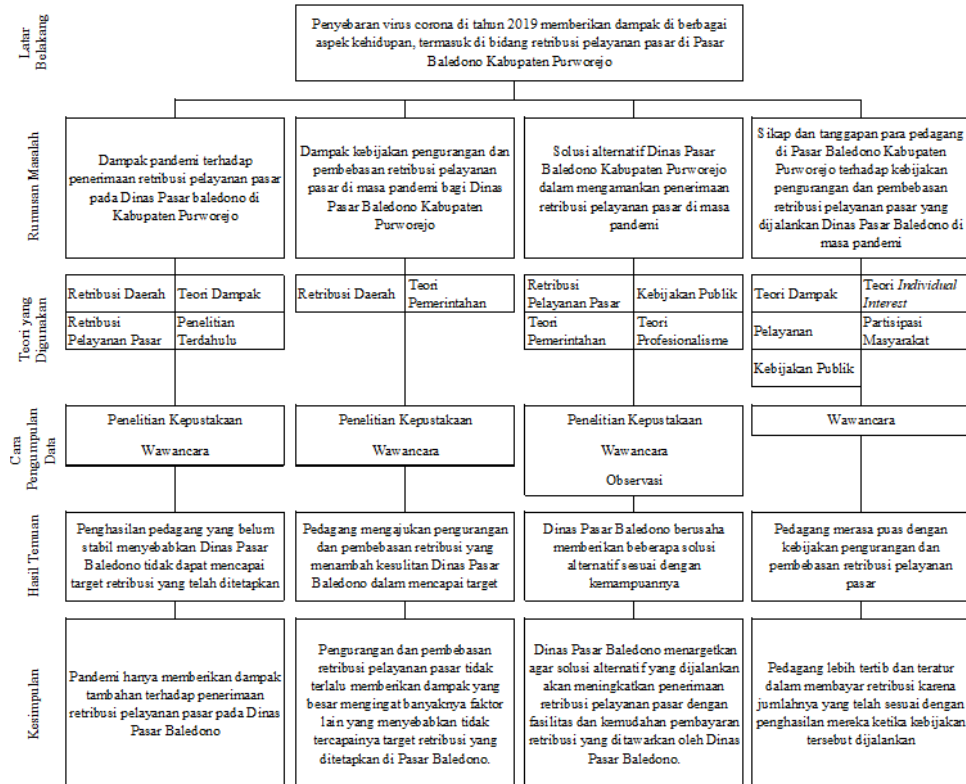 Latar
Belakang
Penyebaran virus corona di tahun 2019 memberikan dampak di berbagai
aspek kehidupan, termasuk di bidang retribusi pelayanan pasar di Pasar
Baledono Kabupaten Purworejo
Rumusan Masalah
Dampak pandemi terhadap
penerimaan retribusi pelayanan pasar
pada Dinas Pasar baledono di
Kabupaten Purworejo
Dampak kebijakan pengurangan dan
pembebasan retribusi pelayanan
pasar di masa pandemi bagi Dinas
Pasar Baledono Kabupaten
Purworejo
Solusi alternatif Dinas Pasar
Baledono Kabupaten Purworejo
dalam mengamankan penerimaan
retribusi pelayanan pasar di masa
pandemi
Sikap dan tanggapan para pedagang
di Pasar Baledono Kabupaten
Purworejo terhadap kebijakan
pengurangan dan pembebasan
retribusi pelayanan pasar yang
dijalankan Dinas Pasar Baledono di
masa pandemi
Teori yang
Digunakan
Retribusi Daerah
Teori Dampak
Retribusi
Pelayanan Pasar
Penelitian
Terdahulu
Retribusi Daerah
Teori
Pemerintahan
Retribusi
Pelayanan Pasar
Kebijakan Publik
Teori
Pemerintahan
Teori
Profesionalisme
Teori Dampak
Teori Individual
Interest
Pelayanan
Partisipasi
Masyarakat
Kebijakan Publik
Cara
Pengumpulan
Data
Penelitian Kepustakaan
Wawancara
Penelitian Kepustakaan
Wawancara
Penelitian Kepustakaan
Wawancara
Observasi
Wawancara
Hasil Temuan
Penghasilan pedagang yang belum
stabil menyebabkan Dinas Pasar
Baledono tidak dapat mencapai
target retribusi yang telah ditetapkan
Pedagang mengajukan pengurangan
dan pembebasan retribusi yang
menambah kesulitan Dinas Pasar
Baledono dalam mencapai target
Dinas Pasar Baledono berusaha
memberikan beberapa solusi
alternatif sesuai dengan
kemampuannya
Pedagang merasa puas dengan
kebijakan pengurangan dan
pembebasan retribusi pelayanan
pasar
Kesimpulan
Pandemi hanya memberikan dampak
tambahan terhadap penerimaan
retribusi pelayanan pasar pada Dinas
Pasar Baledono
Pengurangan dan pembebasan
retribusi pelayanan pasar tidak
terlalu memberikan dampak yang
besar mengingat banyaknya faktor
lain yang menyebabkan tidak
tercapainya target retribusi yang
ditetapkan di Pasar Baledono.
Dinas Pasar Baledono menargetkan
agar solusi alternatif yang dijalankan
akan meningkatkan penerimaan
retribusi pelayanan pasar dengan
fasilitas dan kemudahan pembayaran
retribusi yang ditawarkan oleh Dinas
Pasar Baledono.
Pedagang lebih tertib dan teratur
dalam membayar retribusi karena
jumlahnya yang telah sesuai dengan
penghasilan mereka ketika kebijakan
tersebut dijalankan